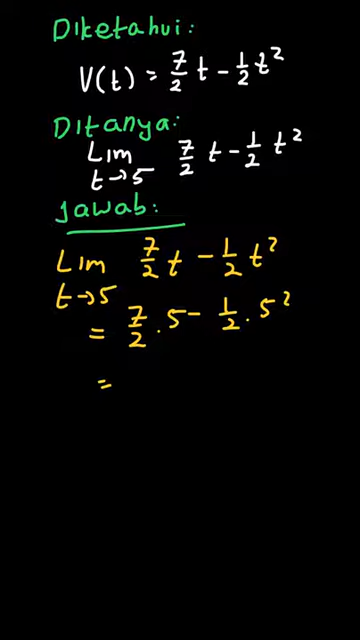 Diketahui:
V(t) = 7/2 t - 1/2 t²
Ditanya:
Lim t→5 7/2 t - 1/2 t²
Jawab:
Lim t→5 7/2 t - 1/2 t²
= 7/2 . 5 - 1/2 . 5²
=